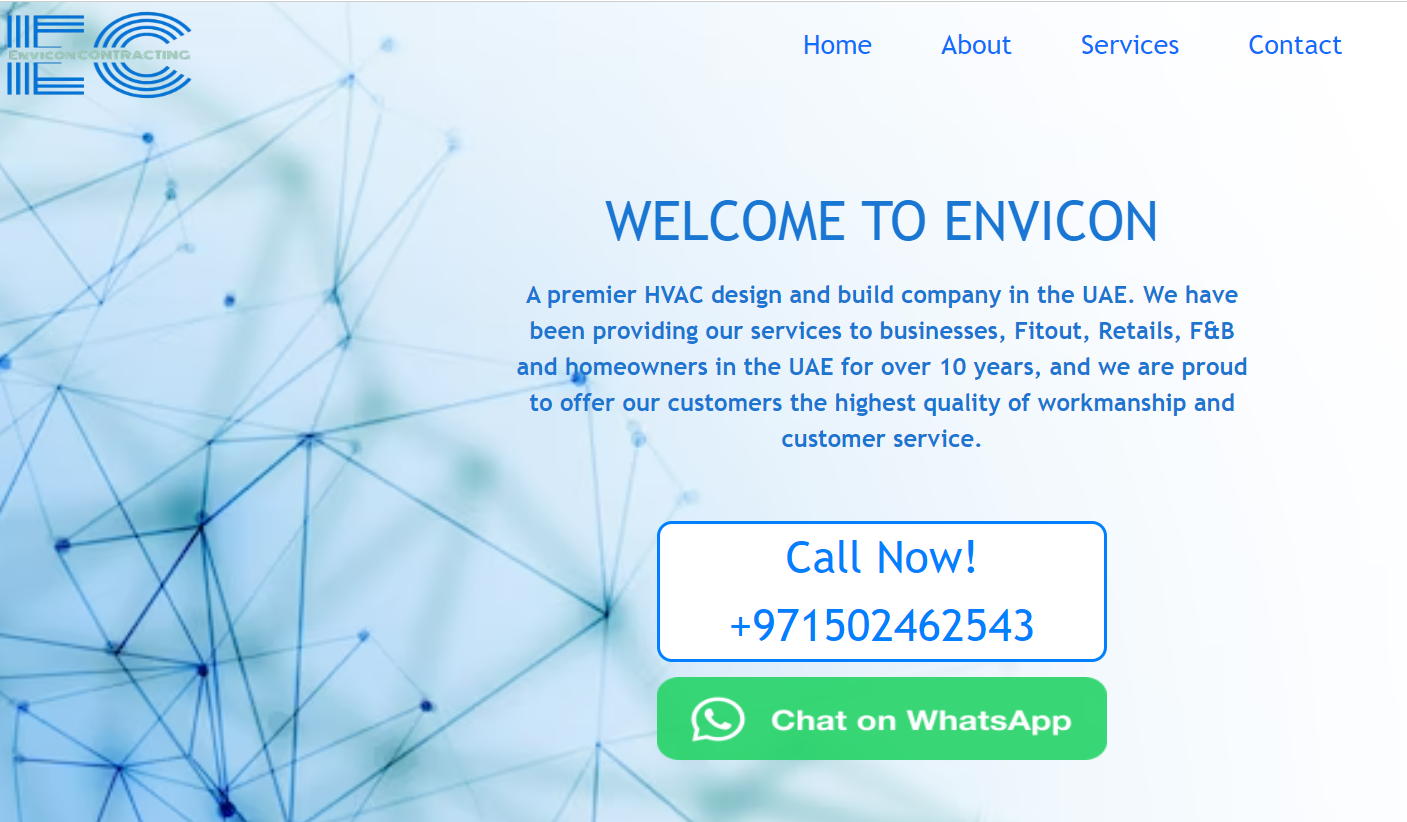 EC
ENVICON CONTRACTING
Home About Services Contact
WELCOME TO ENVICON
A premier HVAC design and build company in the UAE. We have
been providing our services to businesses, Fitout, Retails, F&B
and homeowners in the UAE for over 10 years, and we are proud
to offer our customers the highest quality of workmanship and
customer service.
Call Now!
+971502462543
Chat on WhatsApp